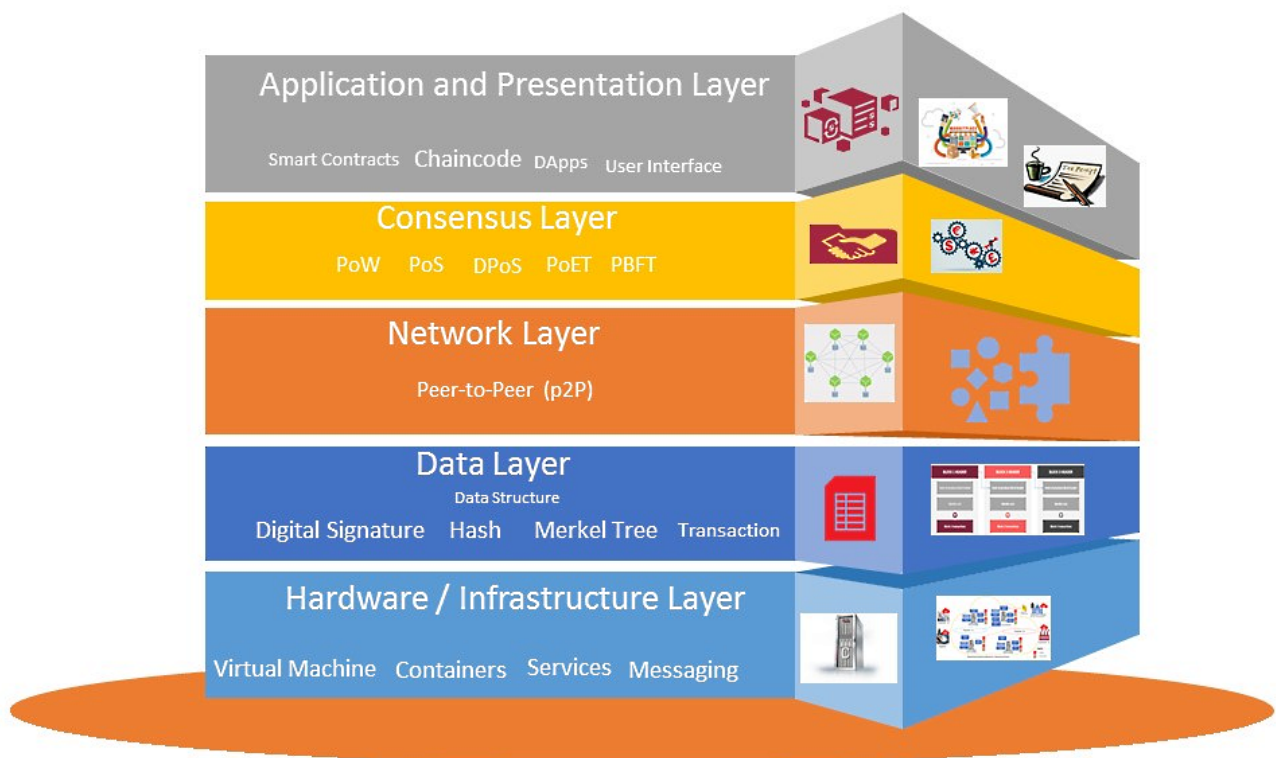 Application and Presentation Layer
Smart Contracts Chaincode DApps User Interface
Consensus Layer
PoW PoS DPoS PoET PBFT
Network Layer
Peer-to-Peer (p2P)
Data Layer
Data Structure
Digital Signature Hash Merkel Tree Transaction
Hardware / Infrastructure Layer
Virtual Machine Containers Services Messaging